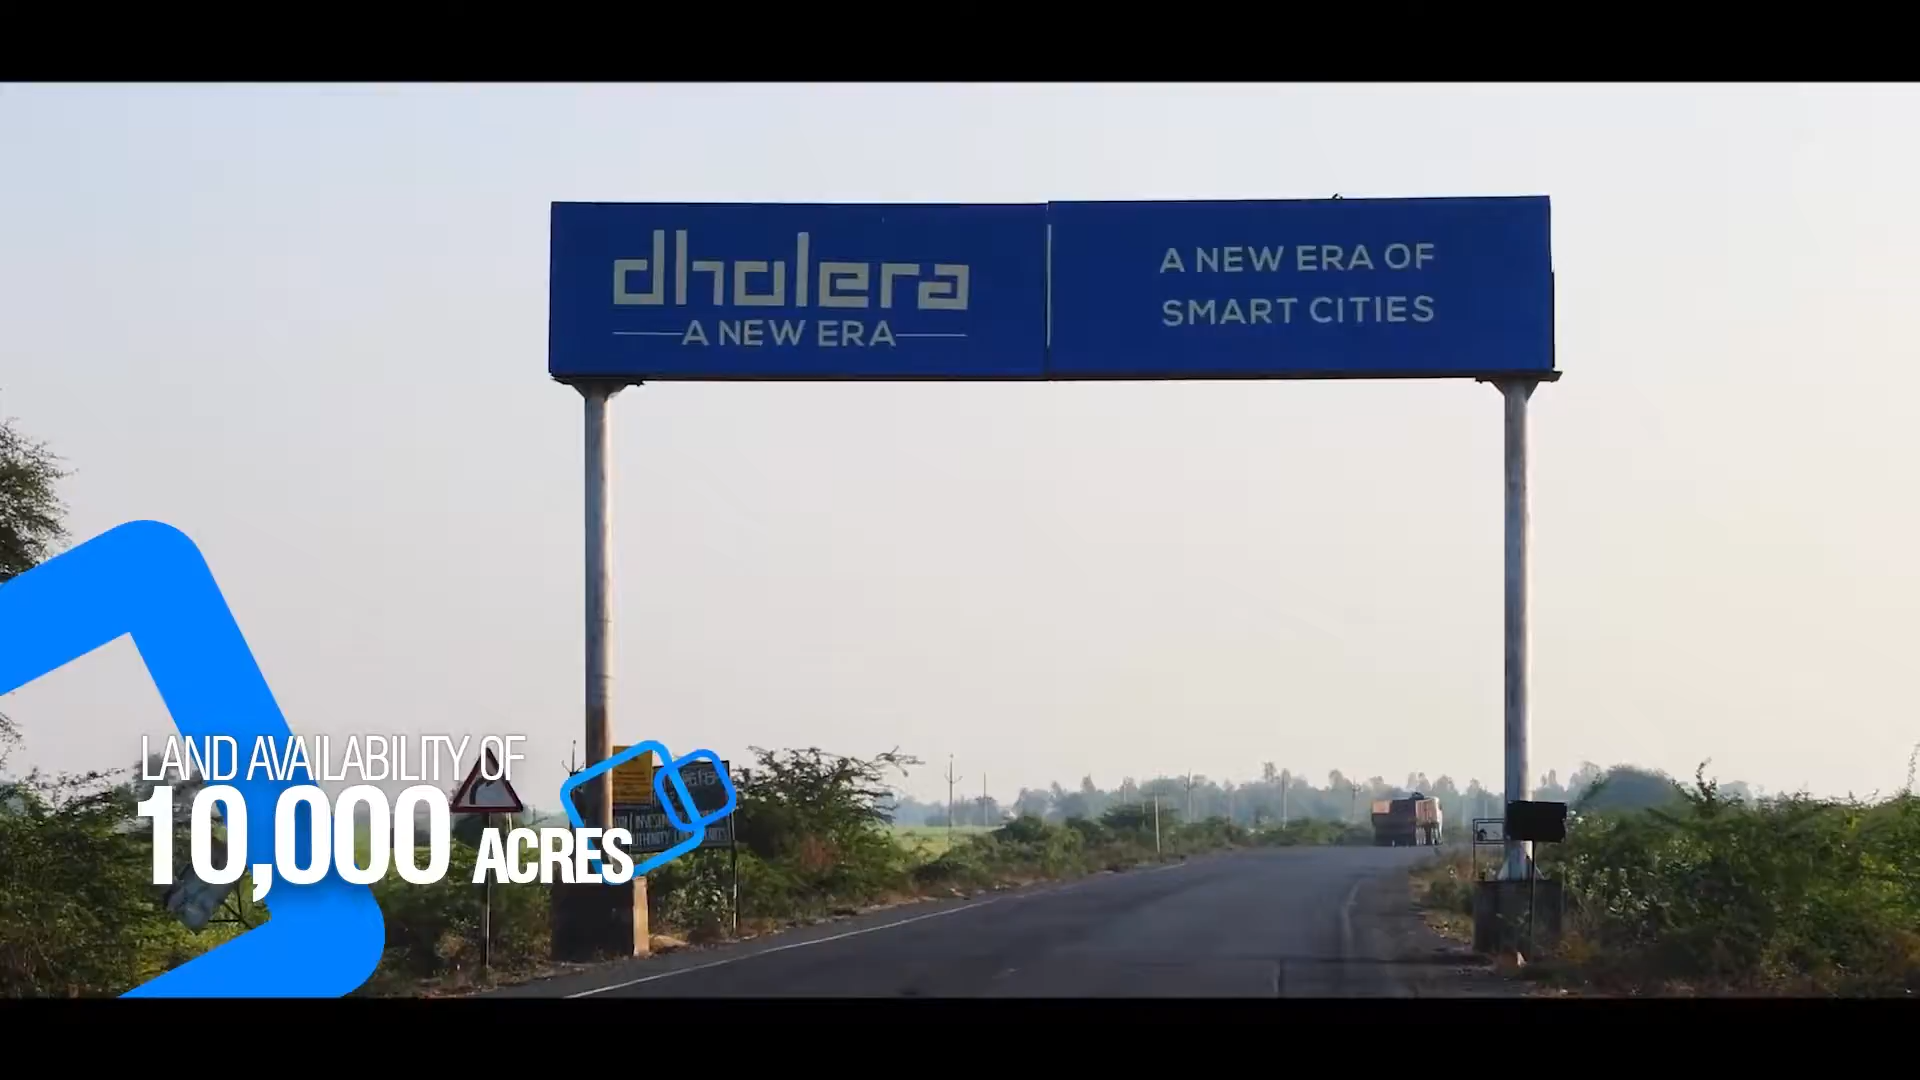 dholera
A NEW ERA
A NEW ERA OF
SMART CITIES
LAND AVAILABILITY OF
10,000 ACRES